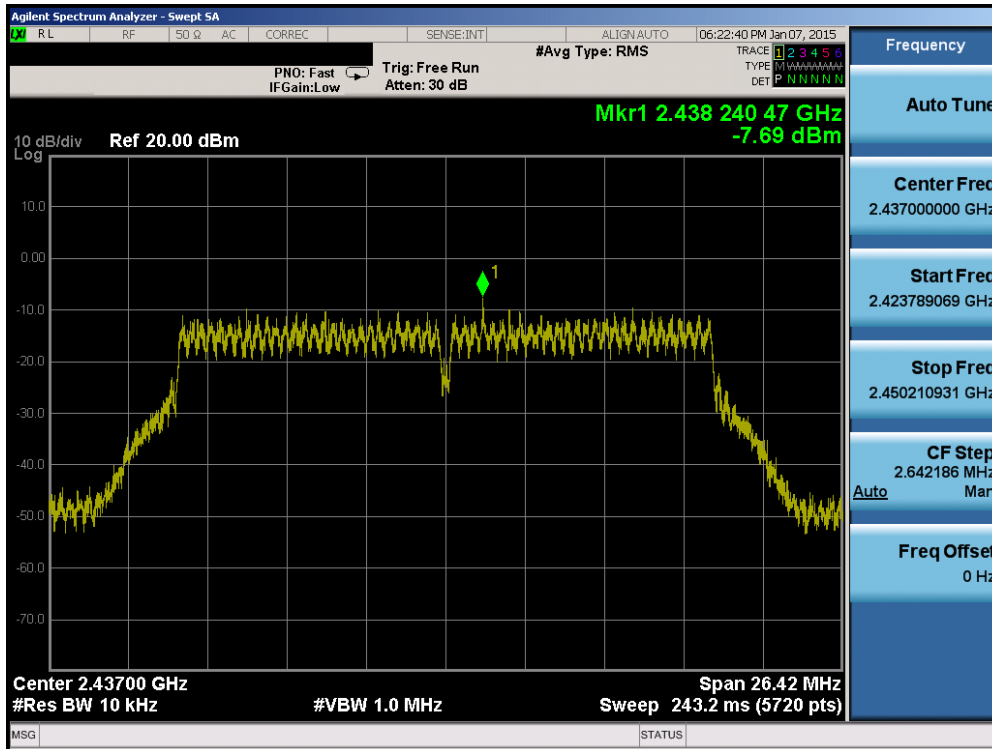 Agilent Spectrum Analyzer - Swept SA
LXI RL RF 50 Ω AC CORREC SENSE:INT ALIGN AUTO 06:22:40 PM Jan 07, 2015
PNO: Fast
IFGain:Low
Trig: Free Run
Atten: 30 dB
#Avg Type: RMS
TRACE 1 2 3 4 5 6
TYPE M WWWWW
DET P N N N N N
Mkr1 2.438 240 47 GHz
-7.69 dBm
10 dB/div Ref 20.00 dBm
Log
10.0
0.00
-10.0
-20.0
-30.0
-40.0
-50.0
-60.0
-70.0
1
Center 2.43700 GHz Span 26.42 MHz
#Res BW 10 kHz #VBW 1.0 MHz Sweep 243.2 ms (5720 pts)
MSG STATUS
Frequency
Auto Tune
Center Freq
2.437000000 GHz
Start Freq
2.423789069 GHz
Stop Freq
2.450210931 GHz
CF Step
2.642186 MHz
Auto Man
Freq Offset
0 Hz